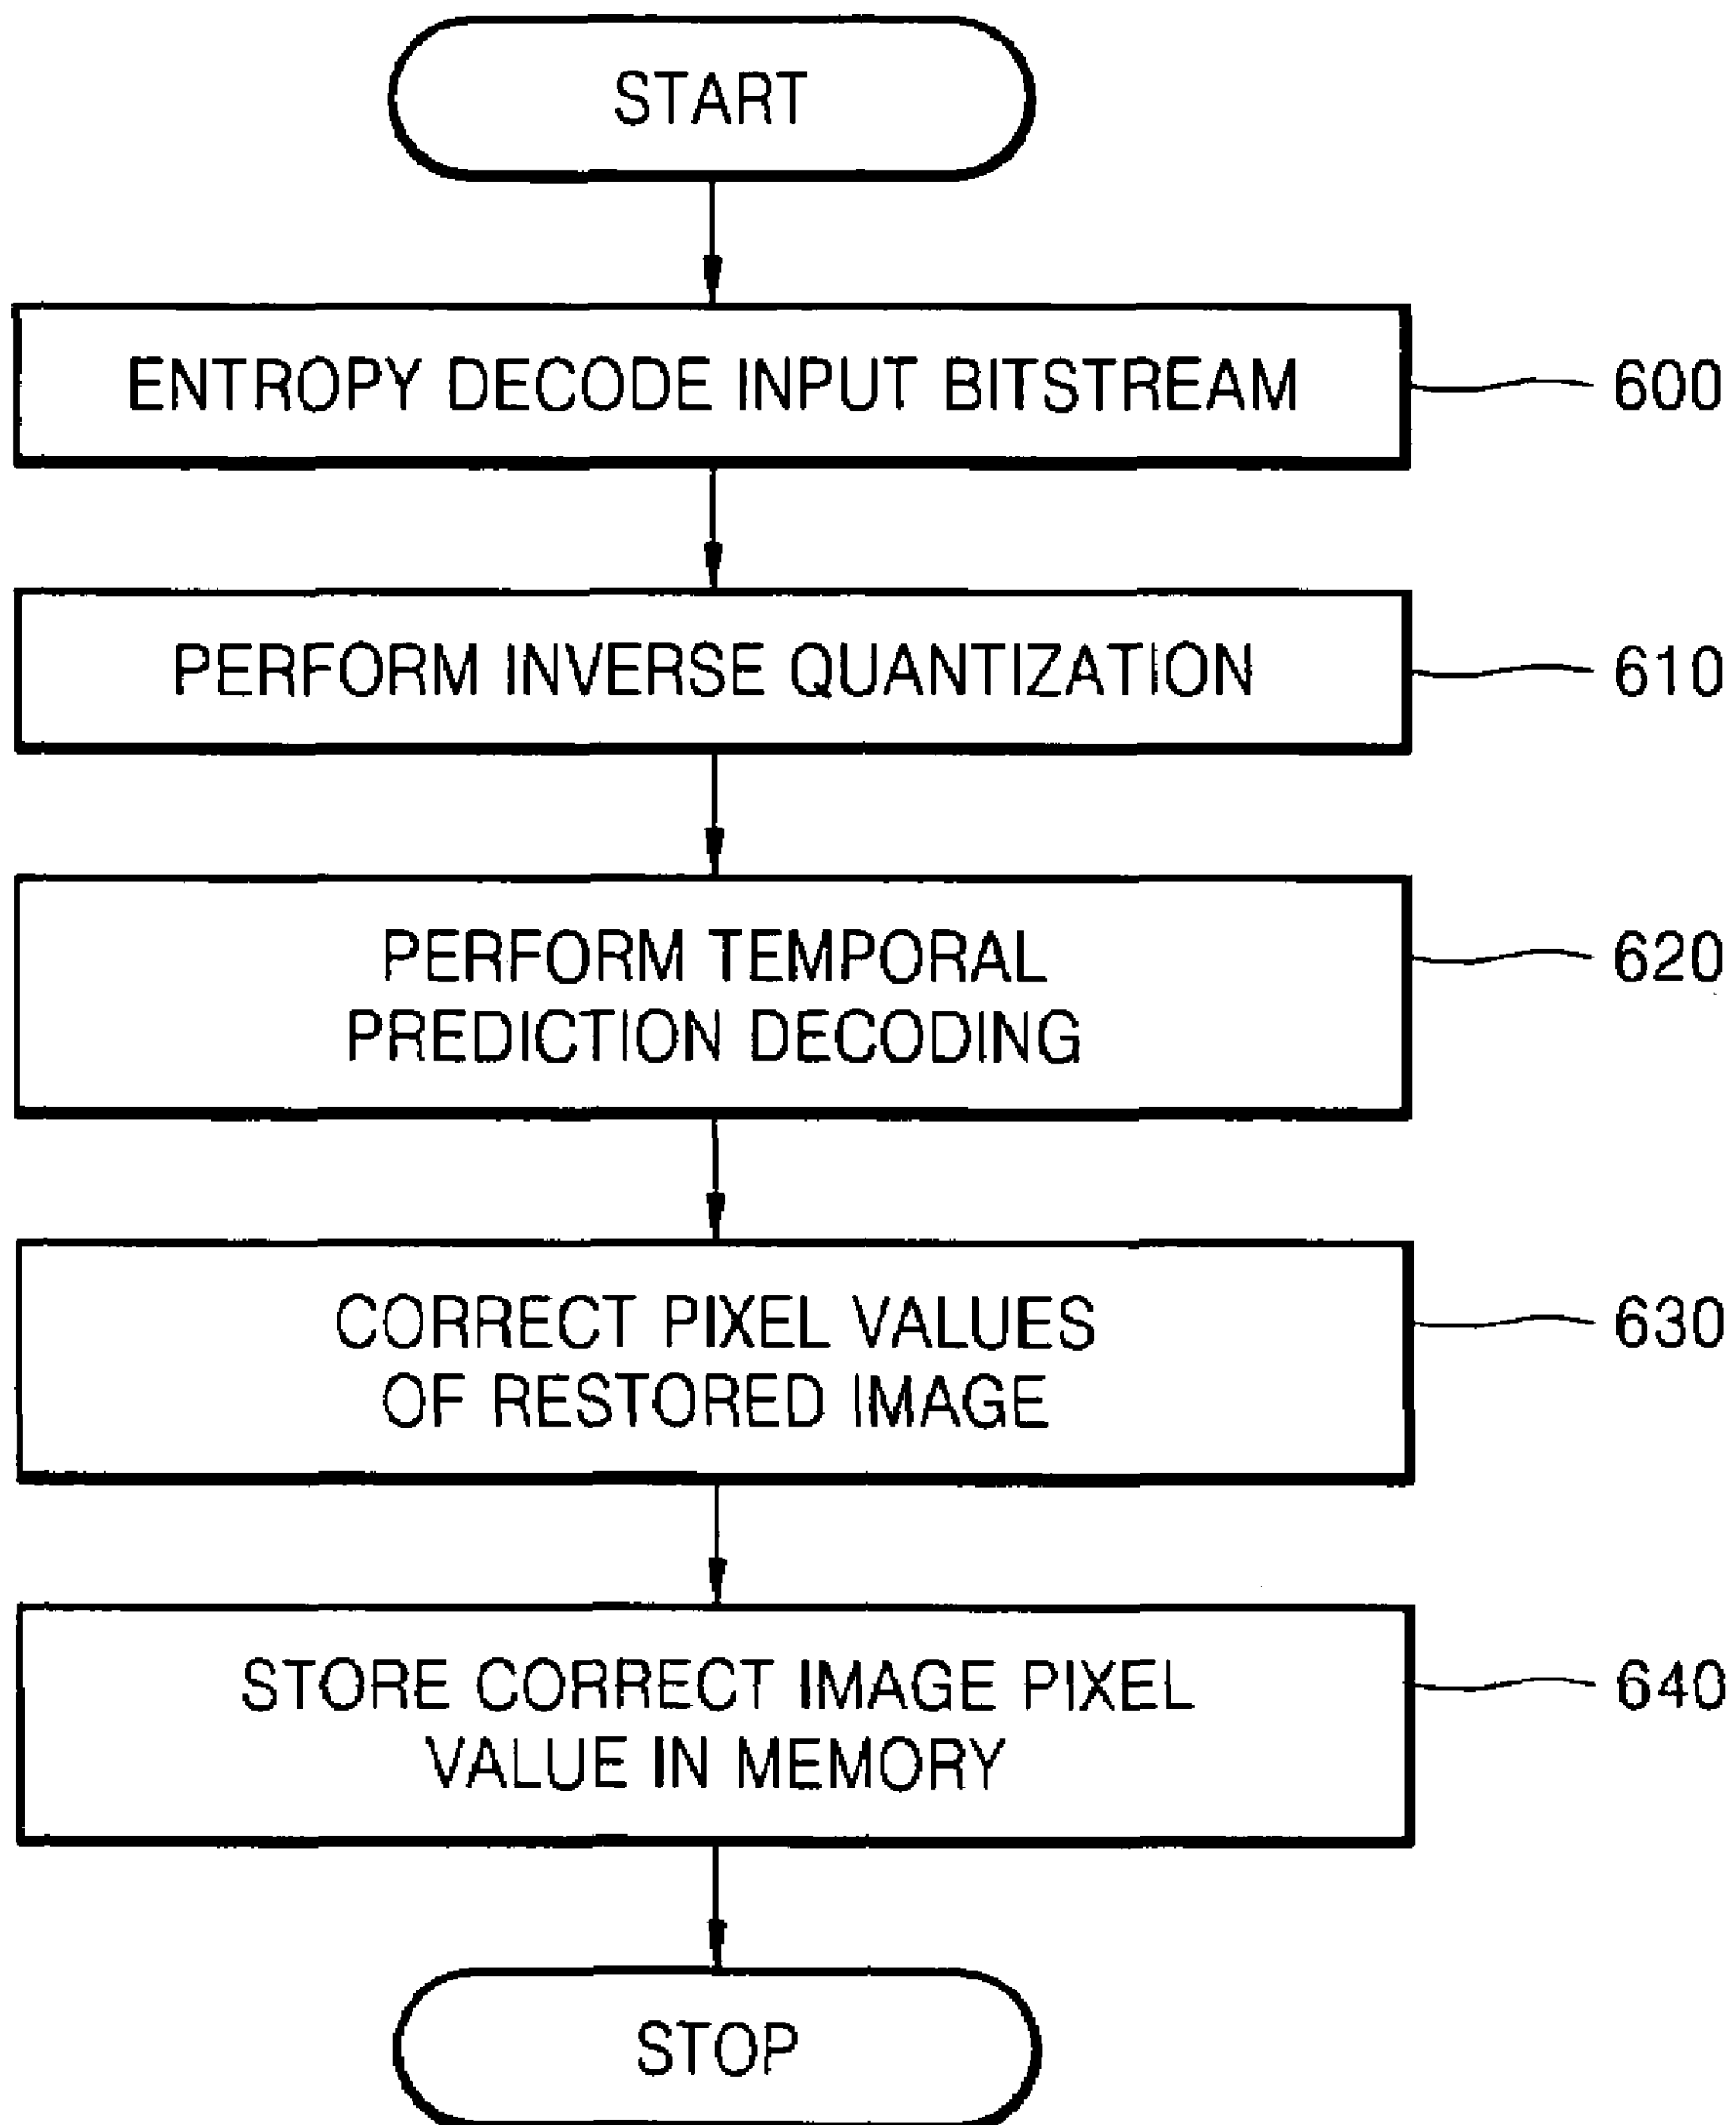 START
ENTROPY DECODE INPUT BITSTREAM
600
PERFORM INVERSE QUANTIZATION
610
PERFORM TEMPORAL
PREDICTION DECODING
620
CORRECT PIXEL VALUES
OF RESTORED IMAGE
630
STORE CORRECT IMAGE PIXEL
VALUE IN MEMORY
640
STOP